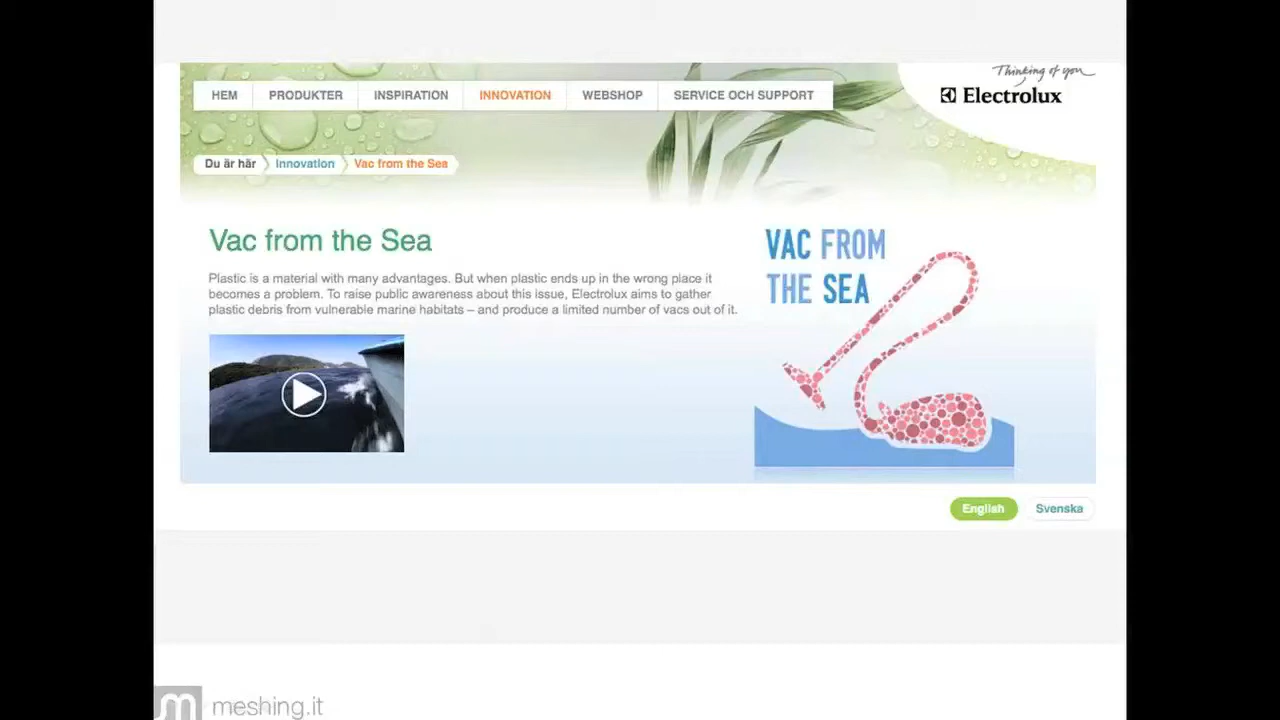 Thinking of you
Electrolux
HEM PRODUKTER INSPIRATION INNOVATION WEBSHOP SERVICE OCH SUPPORT
Du är här Innovation Vac from the Sea
Vac from the Sea
Plastic is a material with many advantages. But when plastic ends up in the wrong place it
becomes a problem. To raise public awareness about this issue, Electrolux aims to gather
plastic debris from vulnerable marine habitats – and produce a limited number of vacs out of it.
VAC FROM
THE SEA
English Svenska
meshing.it